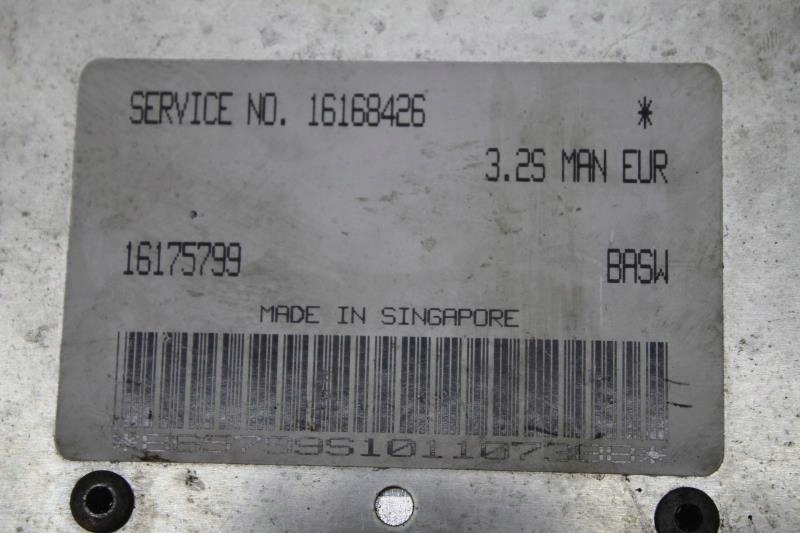 SERVICE NO. 16168426 *
3.2S MAN EUR
16175799 BASW
MADE IN SINGAPORE